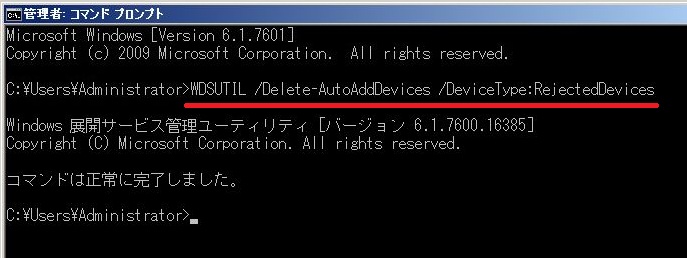 管理者: コマンド プロンプト
Microsoft Windows [Version 6.1.7601]
Copyright (c) 2009 Microsoft Corporation.  All rights reserved.
C:¥Users¥Administrator>WDSUTIL /Delete-AutoAddDevices /DeviceType:RejectedDevices
Windows 展開サービス管理ユーティリティ [バージョン 6.1.7600.16385]
Copyright (C) Microsoft Corporation. All rights reserved.
コマンドは正常に完了しました。
C:¥Users¥Administrator>_